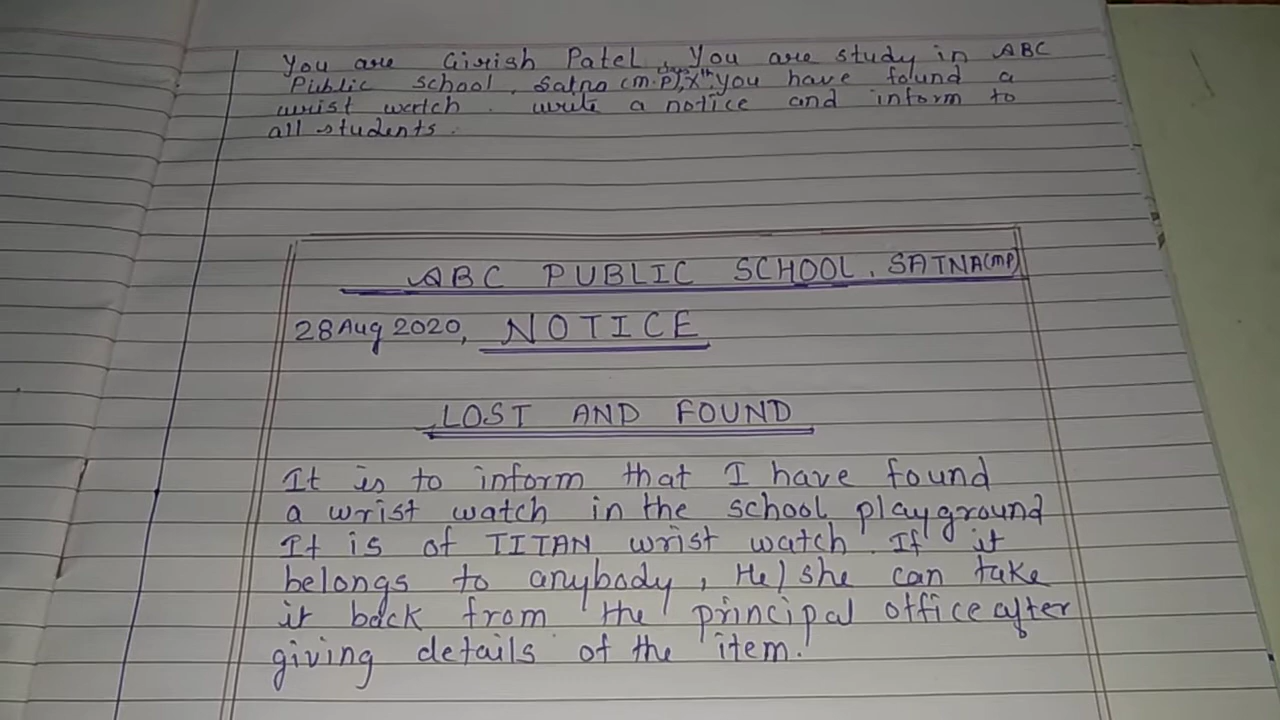 You are Girish Patel, You are study in ABC
Public School, Satna (M.P), Xth. you have found a
wrist watch. write a notice and inform to
all students.
ABC PUBLIC SCHOOL, SATNA(MP)
28 Aug 2020, NOTICE
LOST AND FOUND
It is to inform that I have found
a wrist watch in the school playground
It is of TITAN wrist watch. If it
belongs to anybody, He/she can take
it back from the principal office after
giving details of the item.